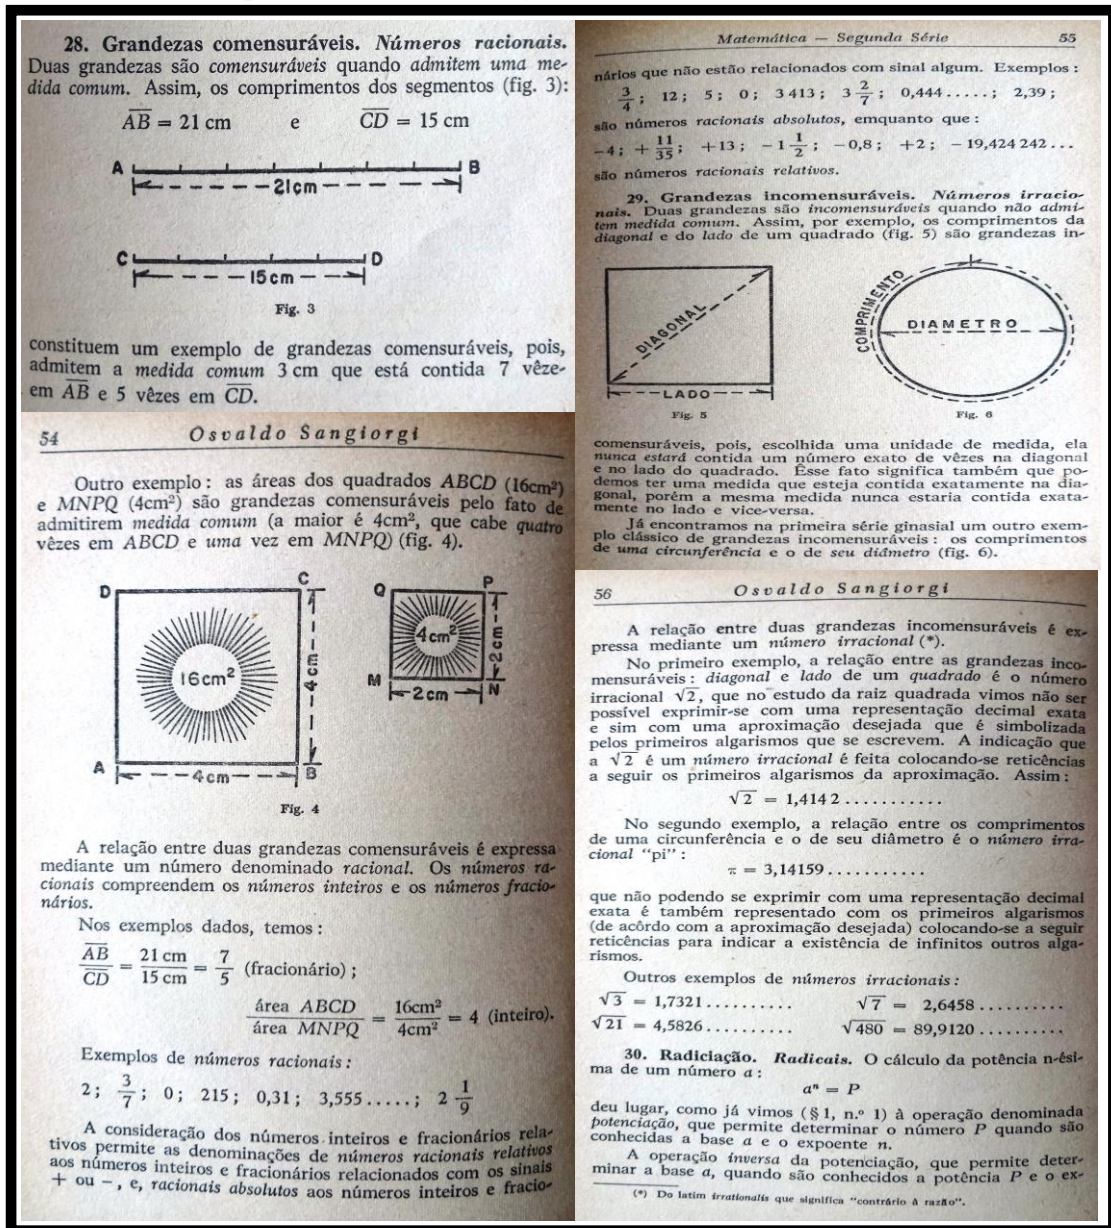 28. Grandezas comensuráveis. Números racionais.
Duas grandezas são comensuráveis quando admitem uma me-
dida comum. Assim, os comprimentos dos segmentos (fig. 3):
AB = 21 cm e CD = 15 cm
A B
21cm
C D
15cm
Fig. 3
constituem um exemplo de grandezas comensuráveis, pois,
admitem a medida comum 3 cm que está contida 7 vêze-
em AB e 5 vêzes em CD.
54 Osvaldo Sangiorgi
Outro exemplo: as áreas dos quadrados ABCD (16cm²)
e MNPQ (4cm²) são grandezas comensuráveis pelo fato de
admitirem medida comum (a maior é 4cm², que cabe quatro
vêzes em ABCD e uma vez em MNPQ) (fig. 4).
D C
16cm²
4cm
A B
4cm
Q P
4cm²
2cm
M N
2cm
Fig. 4
A relação entre duas grandezas comensuráveis é expressa
mediante um número denominado racional. Os números ra-
cionais compreendem os números inteiros e os números fracio-
nários.
Nos exemplos dados, temos:
AB/CD = 21 cm/15 cm = 7/5 (fracionário);
área ABCD/área MNPQ = 16cm²/4cm² = 4 (inteiro).
Exemplos de números racionais:
2; 3/7; 0; 215; 0,31; 3,555.....; 2 1/9
A consideração dos números inteiros e fracionários rela-
tivos permite as denominações de números racionais relativos
aos números inteiros e fracionários relacionados com os sinais
+ ou −, e, racionais absolutos aos números inteiros e fracio-
Matemática — Segunda Série 55
nários que não estão relacionados com sinal algum. Exemplos:
3/4; 12; 5; 0; 3 413; 3 2/7; 0,444.....; 2,39;
são números racionais absolutos, emquanto que:
−4; + 11/35; +13; −1 1/2; −0,8; +2; − 19,424 242...
são números racionais relativos.
29. Grandezas incomensuráveis. Números irracio-
nais. Duas grandezas são incomensuráveis quando não admi-
tem medida comum. Assim, por exemplo, os comprimentos da
diagonal e do lado de um quadrado (fig. 5) são grandezas in-
DIAGONAL
LADO
Fig. 5
COMPRIMENTO
DIAMETRO
Fig. 6
comensuráveis, pois, escolhida uma unidade de medida, ela
nunca estará contida um número exato de vêzes na diagonal
e no lado do quadrado. Êsse fato significa também que po-
demos ter uma medida que esteja contida exatamente na dia-
gonal, porém a mesma medida nunca estaria contida exata-
mente no lado e vice-versa.
Já encontramos na primeira série ginasial um outro exem-
plo clássico de grandezas incomensuráveis: os comprimentos
de uma circunferência e o de seu diâmetro (fig. 6).
56 Osvaldo Sangiorgi
A relação entre duas grandezas incomensuráveis é ex-
pressa mediante um número irracional (*).
No primeiro exemplo, a relação entre as grandezas inco-
mensuráveis: diagonal e lado de um quadrado é o número
irracional √2, que no estudo da raiz quadrada vimos não ser
possível exprimir-se com uma representação decimal exata
e sim com uma aproximação desejada que é simbolizada
pelos primeiros algarismos que se escrevem. A indicação que
a √2 é um número irracional é feita colocando-se reticências
a seguir os primeiros algarismos da aproximação. Assim:
√2 = 1,4142...........
No segundo exemplo, a relação entre os comprimentos
de uma circunferência e o de seu diâmetro é o número irra-
cional "pi":
π = 3,14159...........
que não podendo se exprimir com uma representação decimal
exata é também representado com os primeiros algarismos
(de acôrdo com a aproximação desejada) colocando-se a seguir
reticências para indicar a existência de infinitos outros alga-
rismos.
Outros exemplos de números irracionais:
√3 = 1,7321.......... √7 = 2,6458..........
√21 = 4,5826.......... √480 = 89,9120..........
30. Radiciação. Radicais. O cálculo da potência n-ési-
ma de um número a:
aⁿ = P
deu lugar, como já vimos (§ 1, n.º 1) à operação denominada
potenciação, que permite determinar o número P quando são
conhecidas a base a e o expoente n.
A operação inversa da potenciação, que permite deter-
minar a base a, quando são conhecidos a potência P e o ex-
(*) Do latim irrationalis que significa "contrário à razão".